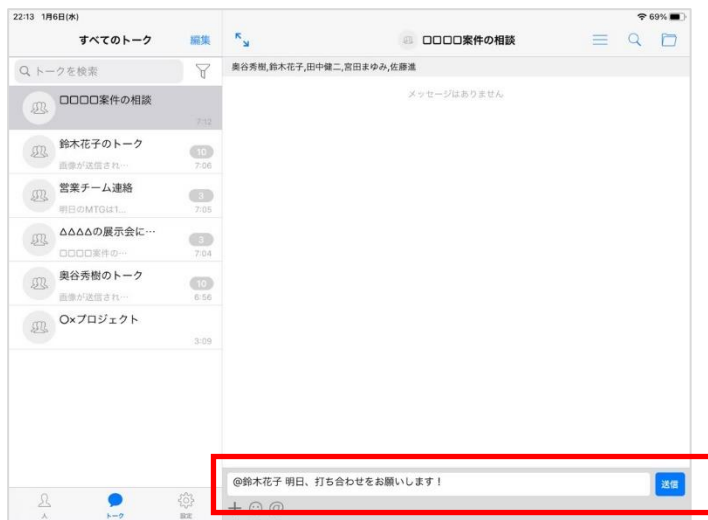 22:13 1月6日(水)
69%
すべてのトーク
編集
トークを検索
□□□□案件の相談
7:12
鈴木花子のトーク
10
画像が送信され…
7:06
営業チーム連絡
3
明日のMTGは1...
7:05
△△△△の展示会に…
3
□□□□案件の…
7:04
奥谷秀樹のトーク
10
画像が送信され…
6:56
○×プロジェクト
3:09
人
トーク
設定
□□□□案件の相談
奥谷秀樹,鈴木花子,田中健二,宮田まゆみ,佐藤進
メッセージはありません
@鈴木花子 明日、打ち合わせをお願いします！
送信